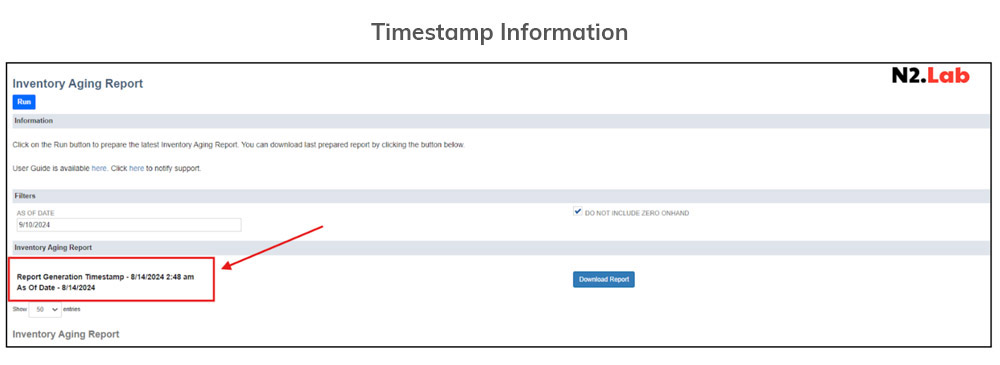 Timestamp Information
Inventory Aging Report
N2.Lab
Run
Information
Click on the Run button to prepare the latest Inventory Aging Report. You can download last prepared report by clicking the button below.
User Guide is available here. Click here to notify support.
Filters
AS OF DATE
9/10/2024
DO NOT INCLUDE ZERO ONHAND
Inventory Aging Report
Report Generation Timestamp - 8/14/2024 2:48 am
As Of Date - 8/14/2024
Download Report
Show 50 entries
Inventory Aging Report